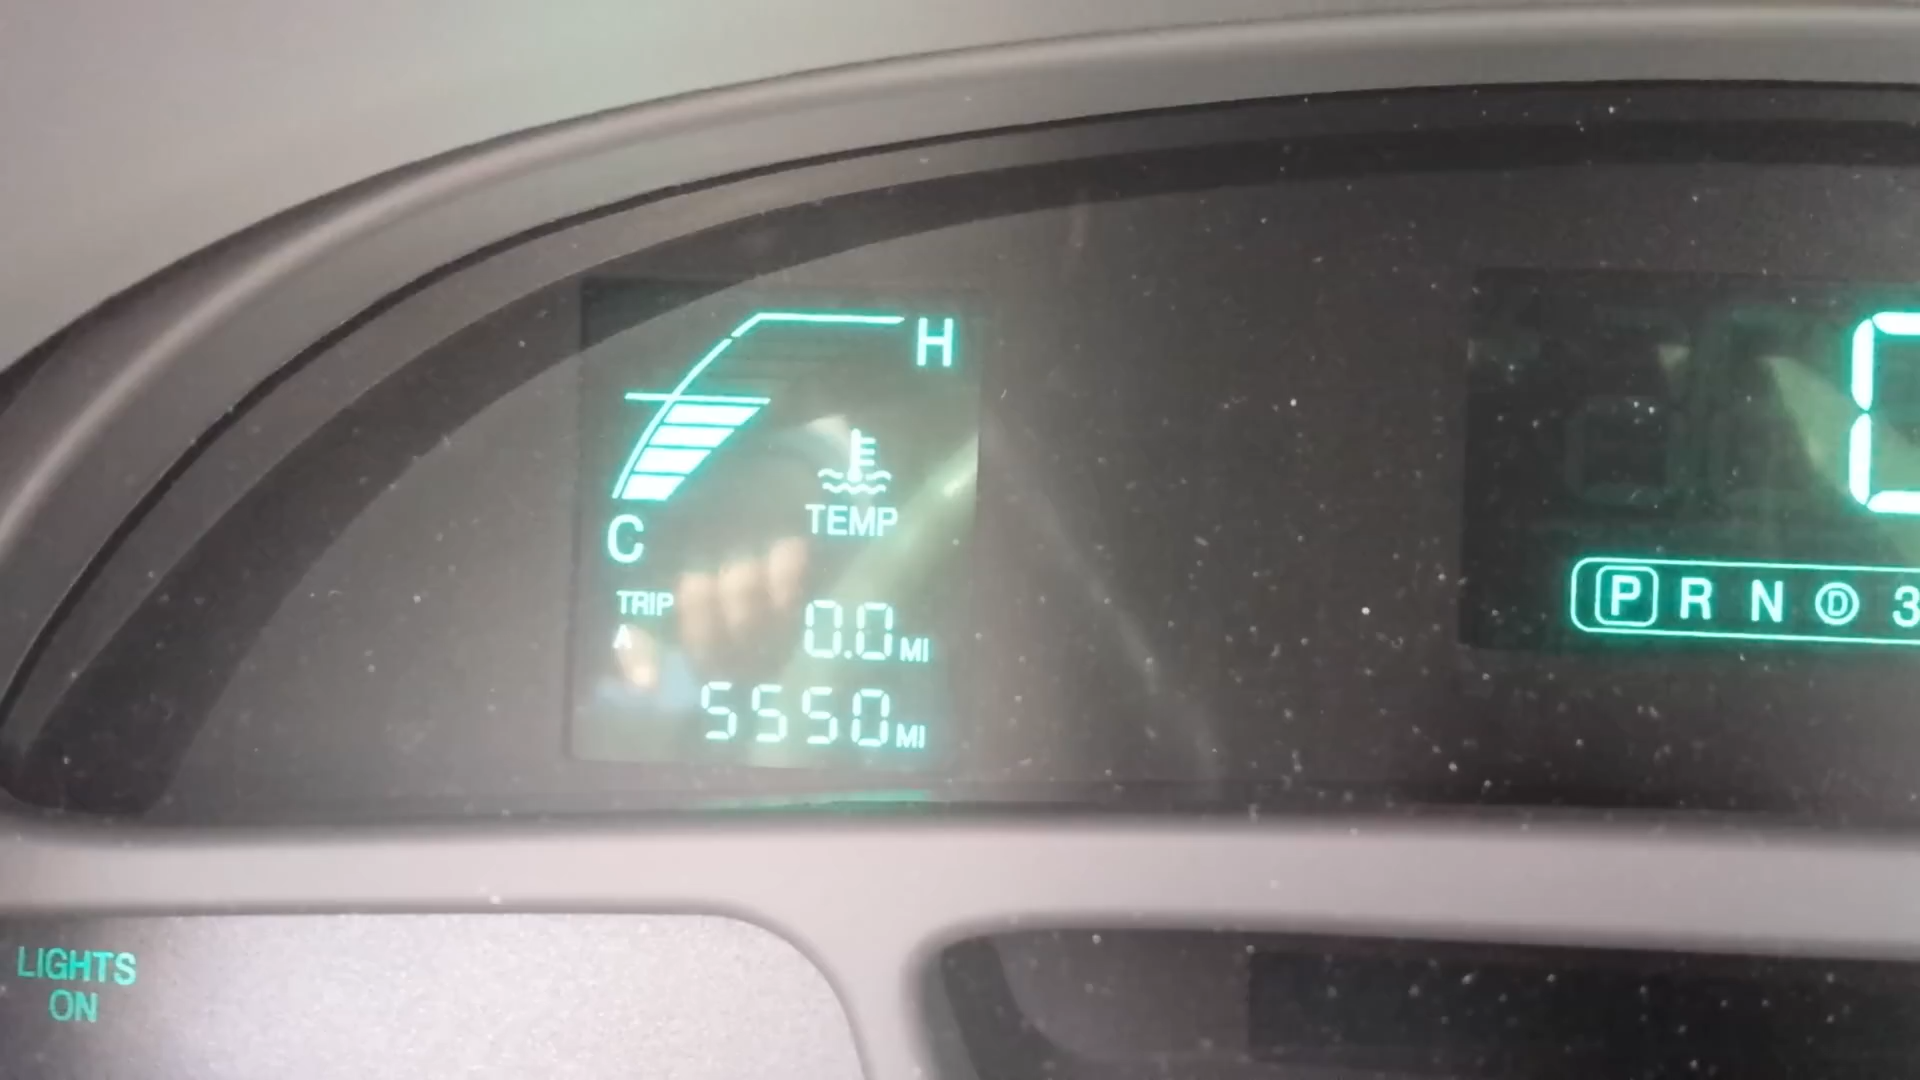 H
C
TEMP
TRIP
A
0.0 MI
5550 MI
P R N D 3
LIGHTS
ON